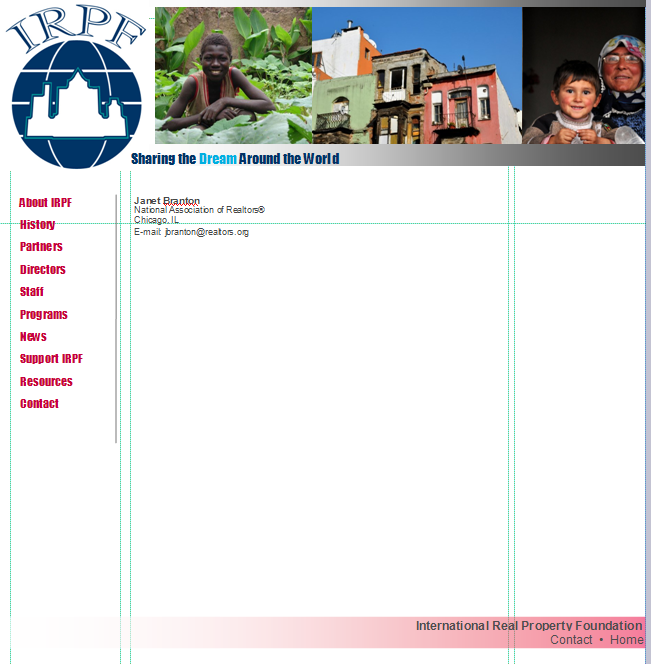 IRPF
Sharing the Dream Around the World
About IRPF
History
Partners
Directors
Staff
Programs
News
Support IRPF
Resources
Contact
Janet Branton
National Association of Realtors®
Chicago, IL
E-mail: jbranton@realtors.org
International Real Property Foundation
Contact • Home